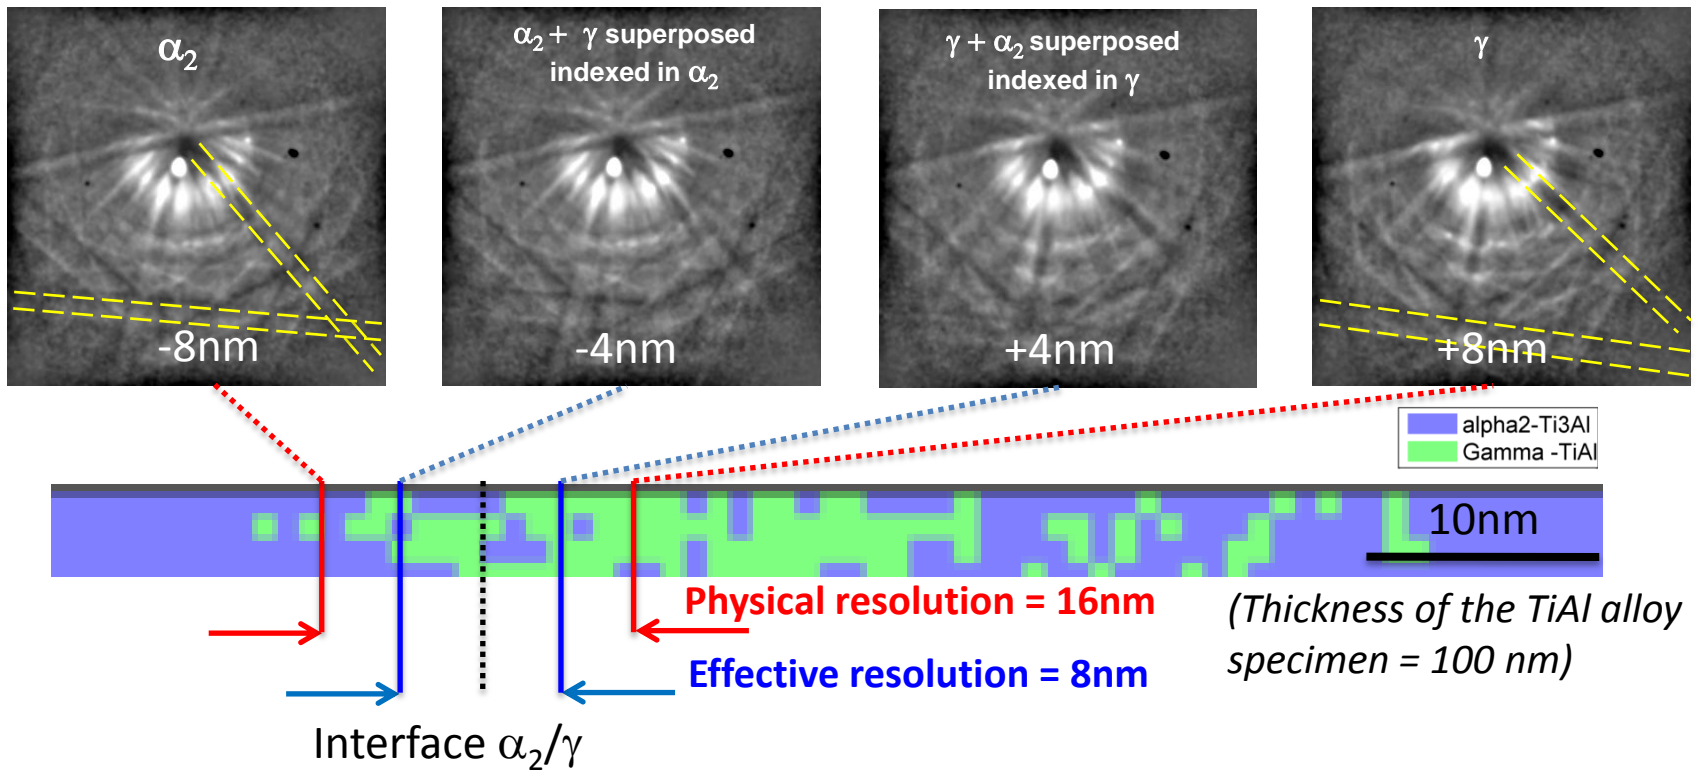 α₂
α₂ + γ superposed
indexed in α₂
γ + α₂ superposed
indexed in γ
γ
-8nm
-4nm
+4nm
+8nm
alpha2-Ti3Al
Gamma -TiAl
10nm
Physical resolution = 16nm
(Thickness of the TiAl alloy
specimen = 100 nm)
Effective resolution = 8nm
Interface α₂/γ